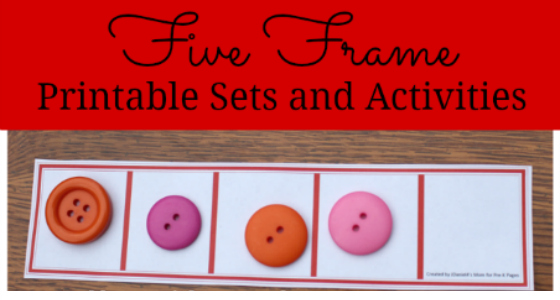 Five Frame
Printable Sets and Activities